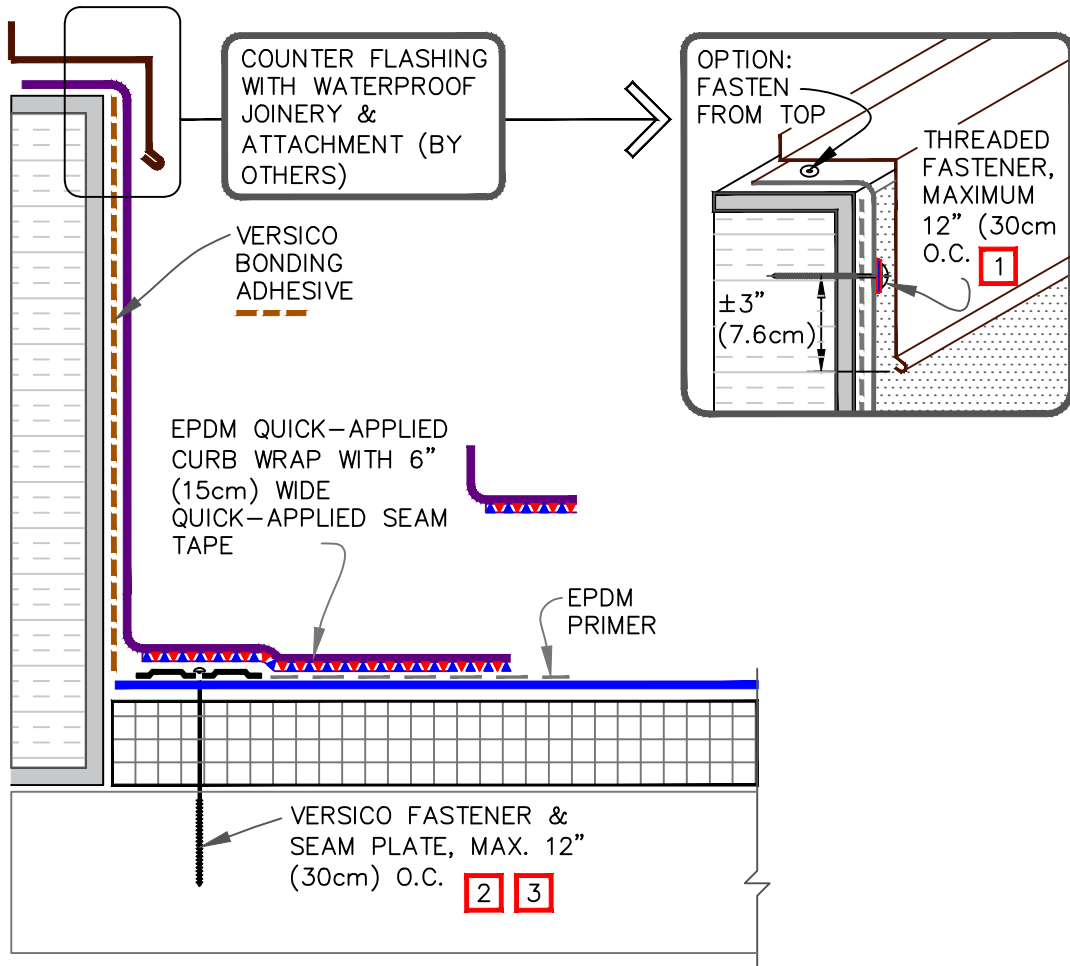 COUNTER FLASHING
WITH WATERPROOF
JOINERY &
ATTACHMENT (BY
OTHERS)
OPTION:
FASTEN
FROM TOP
THREADED
FASTENER,
MAXIMUM
12” (30cm
O.C. 1
±3”
(7.6cm)
VERSICO
BONDING
ADHESIVE
EPDM QUICK–APPLIED
CURB WRAP WITH 6”
(15cm) WIDE
QUICK–APPLIED SEAM
TAPE
EPDM
PRIMER
VERSICO FASTENER &
SEAM PLATE, MAX. 12”
(30cm) O.C. 2 3